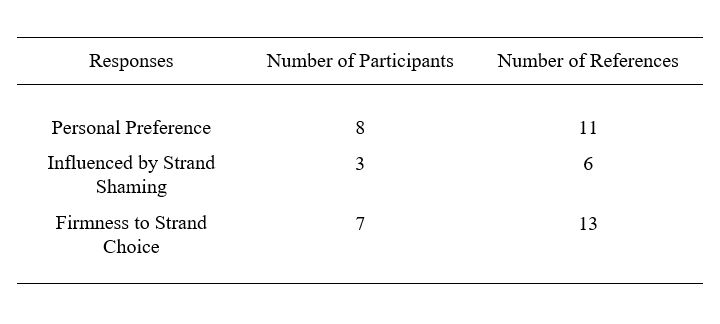 Responses Number of Participants Number of References
Personal Preference 8 11
Influenced by Strand
Shaming 3 6
Firmness to Strand
Choice 7 13